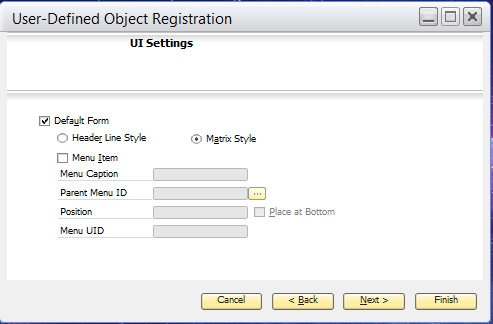 User-Defined Object Registration
UI Settings
Default Form
Header Line Style Matrix Style
Menu Item
Menu Caption
Parent Menu ID ...
Position Place at Bottom
Menu UID
Cancel < Back Next > Finish